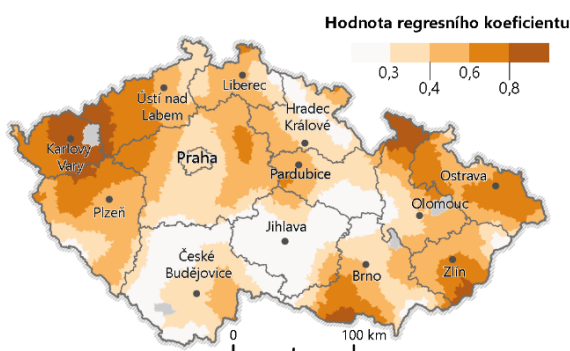 Hodnota regresního koeficientu
0,3
0,6
0,4
0,8
Liberec
Ústí nad
Labem
Hradec
Králové
Karlovy
Vary
Praha
Pardubice
Ostrava
Plzeň
Olomouc
Jihlava
České
Budějovice
Brno
Zlín
0
100 km